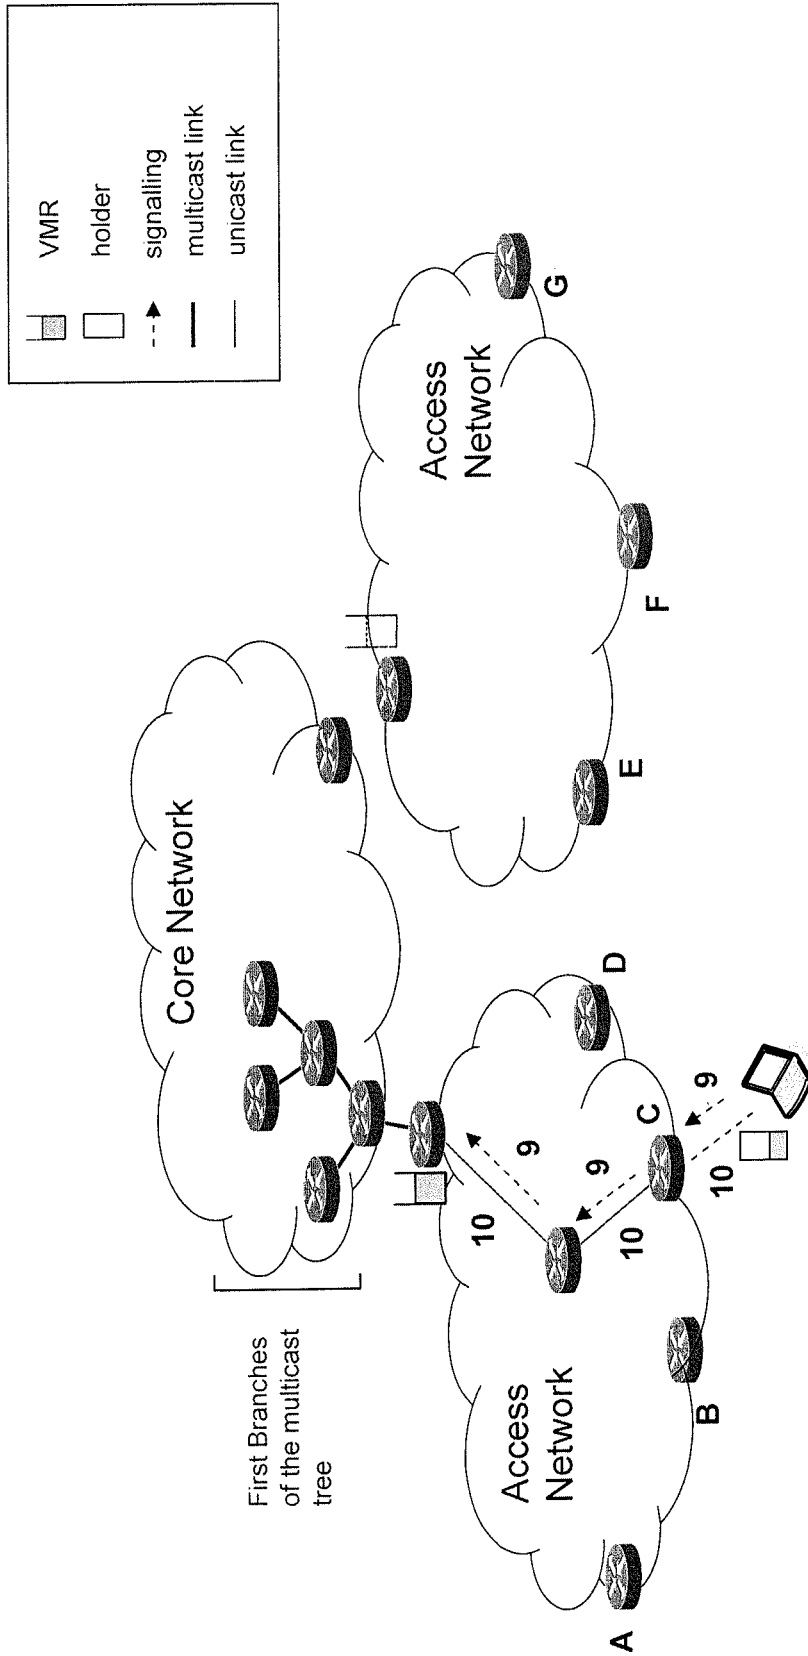 VMR
holder
signalling
multicast link
unicast link
Core Network
First Branches
of the multicast
tree
Access
Network
Access
Network
A
B
C
D
E
F
G
9
9
9
10
10
10